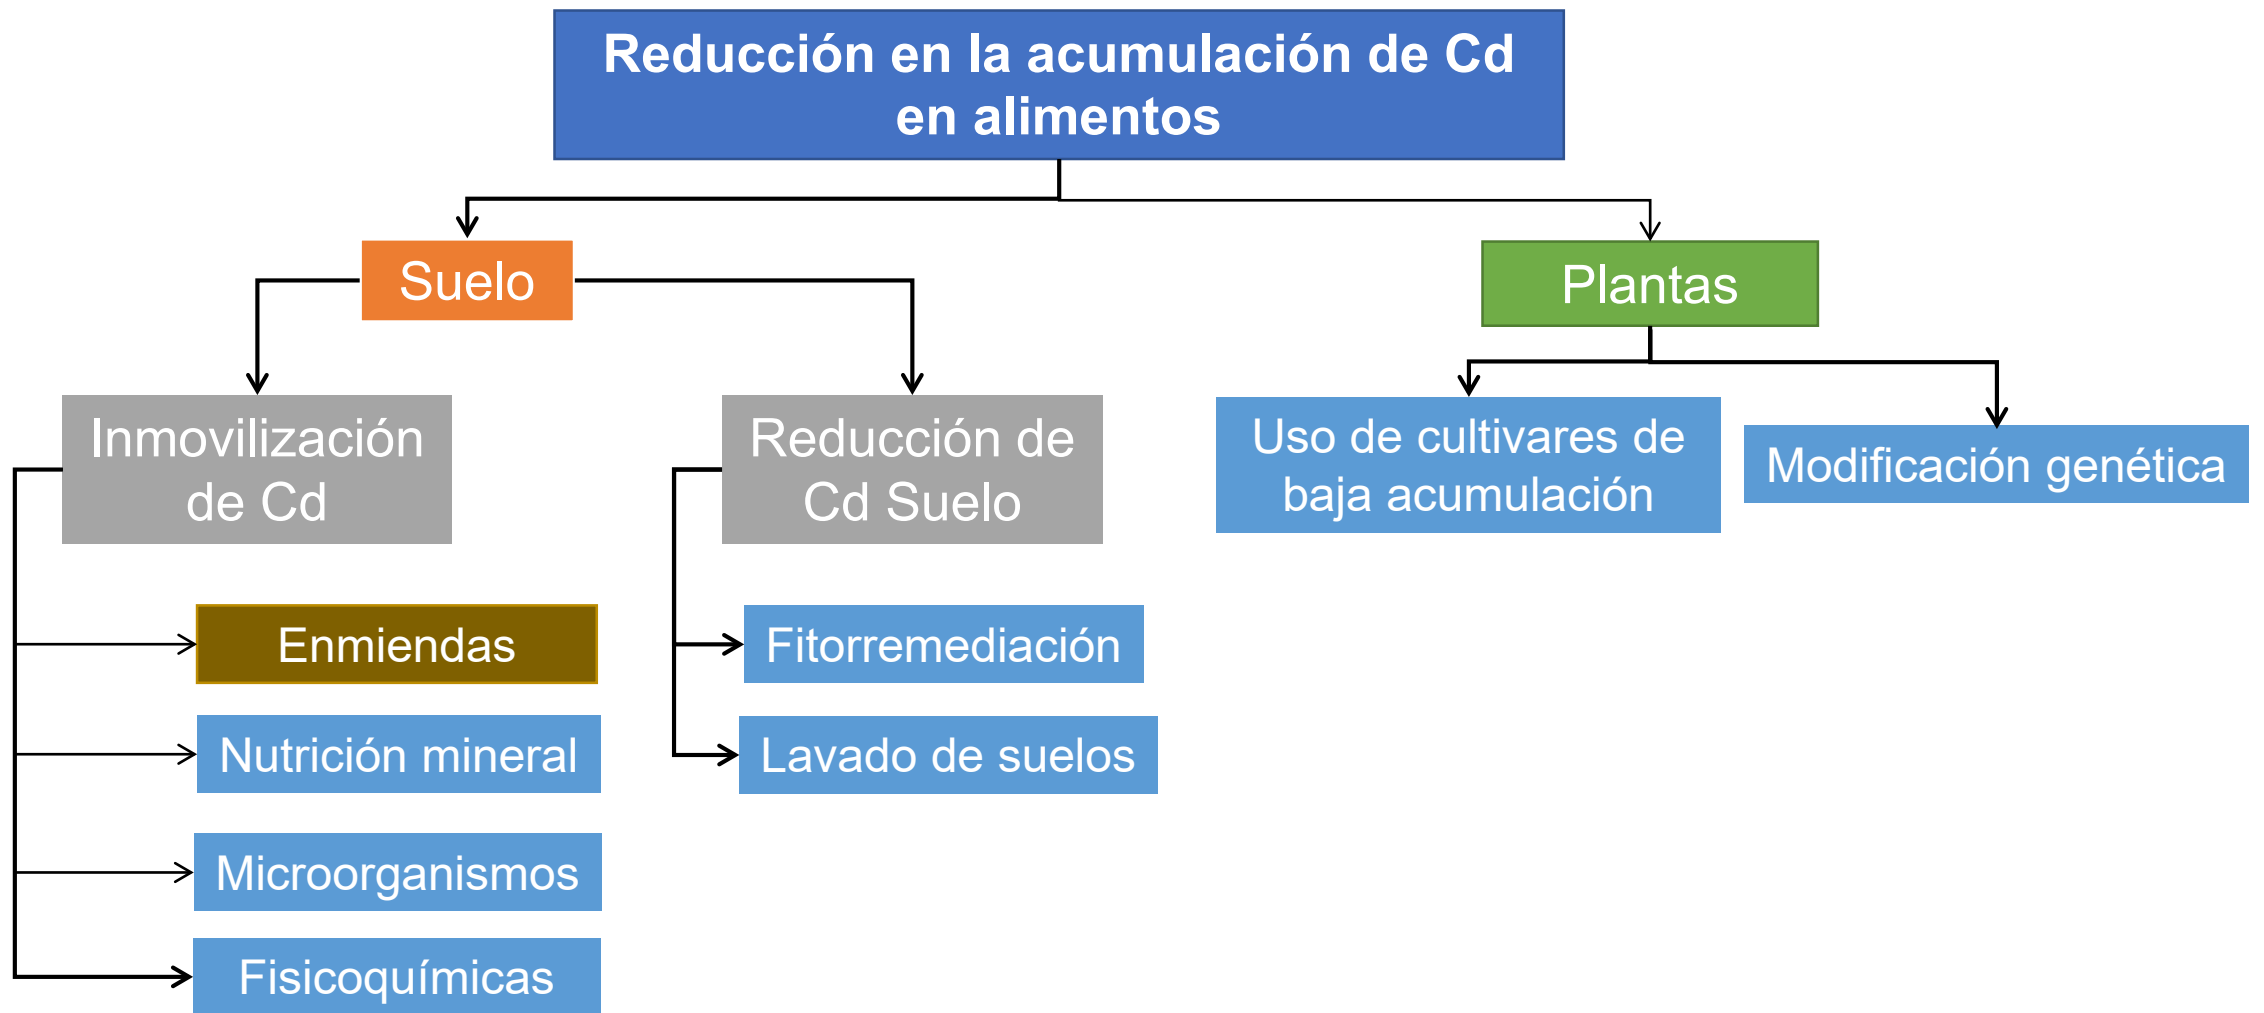 Reducción en la acumulación de Cd
en alimentos
Suelo
Plantas
Inmovilización
de Cd
Reducción de
Cd Suelo
Uso de cultivares de
baja acumulación
Modificación genética
Enmiendas
Fitorremediación
Nutrición mineral
Lavado de suelos
Microorganismos
Fisicoquímicas